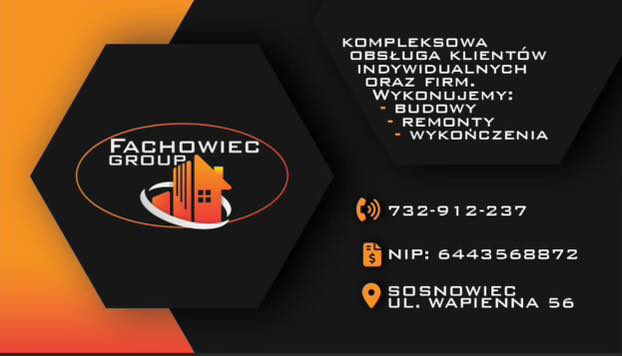 FACHOWIEC
GROUP
KOMPLEKSOWA
OBSŁUGA KLIENTÓW
INDYWIDUALNYCH
ORAZ FIRM.
WYKONUJEMY:
- BUDOWY
- REMONTY
- WYKOŃCZENIA
732-912-237
NIP: 6443568872
SOSNOWIEC
UL. WAPIENNA 56